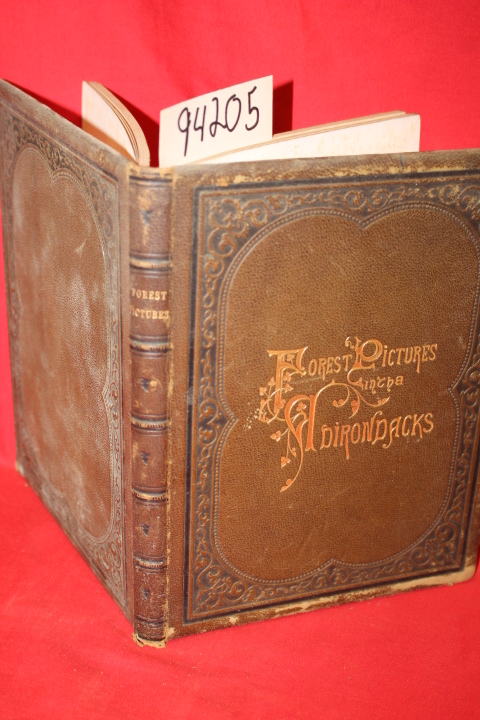 94205
FOREST
PICTURES
FOREST PICTURES
in the
ADIRONDACKS